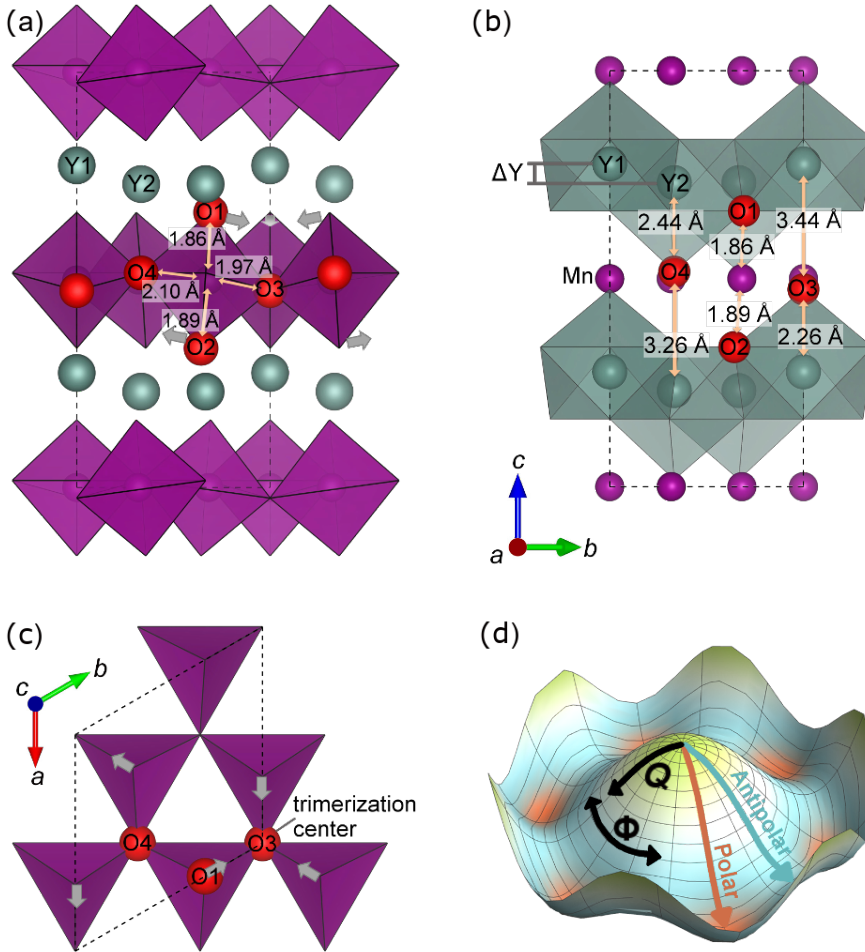 (a)
Y1
Y2
O1
1.86 Å
O4
1.97 Å
2.10 Å
O3
1.89 Å
O2
(b)
ΔY
Y1
Y2
2.44 Å
O1
3.44 Å
1.86 Å
Mn
O4
O3
1.89 Å
3.26 Å
O2
2.26 Å
c
a
b
(c)
c
b
a
trimerization
center
O4
O3
O1
(d)
Q
Φ
Antipolar
Polar